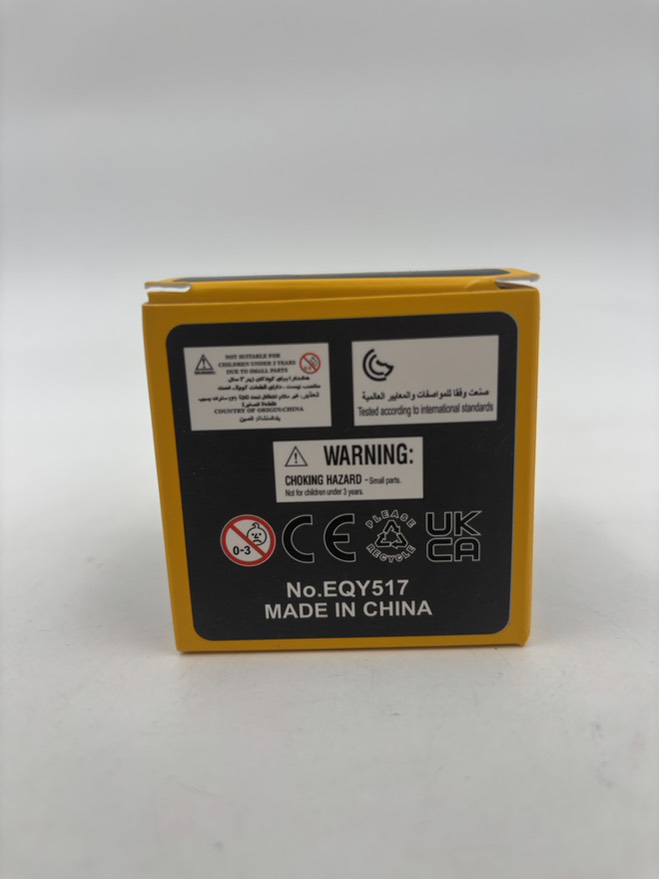 WARNING:
NOT SUITABLE FOR
CHILDREN UNDER 3 YEARS
DUE TO SMALL PARTS
COUNTRY OF ORIGIN:CHINA
صنعت وفقا للمواصفات والمعايير العالمية
Tested according to international standards
WARNING:
CHOKING HAZARD -Small parts.
Not for children under 3 years.
0-3
CE
PLEASE
RECYCLE
UK
CA
No.EQY517
MADE IN CHINA